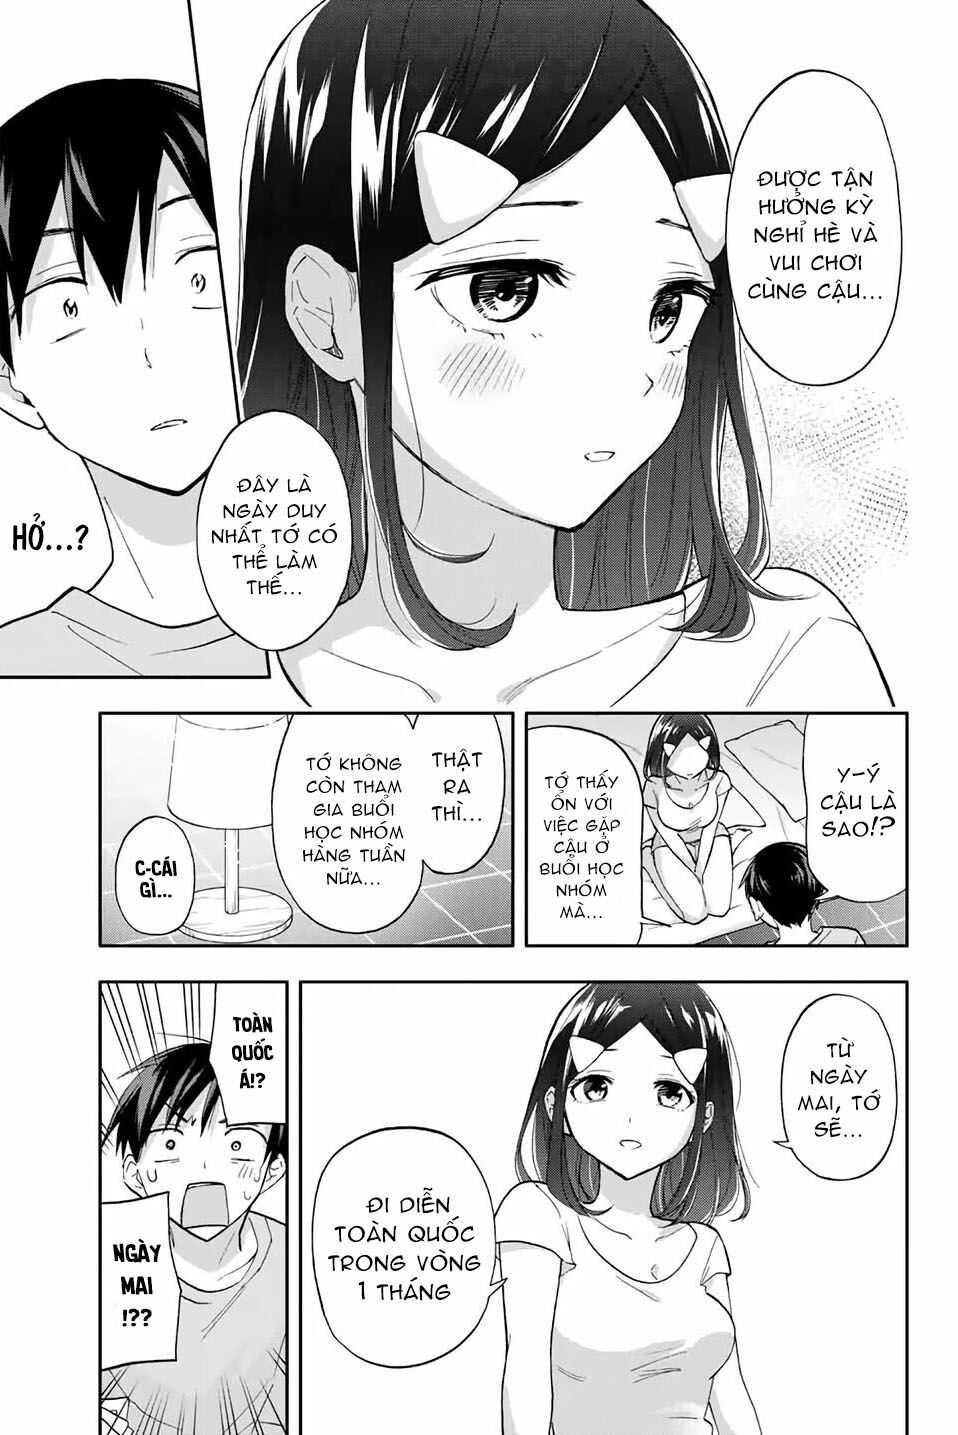 ĐƯỢC TẬN
HƯỞNG KỲ
NGHỈ HÈ VÀ
VUI CHƠI
CÙNG CẬU...
ĐÂY LÀ
NGÀY DUY
NHẤT TỚ CÓ
THỂ LÀM
THẾ...
HỞ...?
Y-Ý
CẬU LÀ
SAO!?
TỚ THẤY
ỔN VỚI
VIỆC GẶP
CẬU Ở
BUỔI HỌC
NHÓM
MÀ...
THẬT
RA
THÌ...
TỚ KHÔNG
CÒN THAM
GIA BUỔI
HỌC NHÓM
HÀNG TUẦN
NỮA...
C-CÁI
GÌ...
TỪ
NGÀY
MAI, TỚ
SẼ...
ĐI DIỄN
TOÀN QUỐC
TRONG VÒNG
1 THÁNG
TOÀN
QUỐC
Á!?
NGÀY
MAI
!??